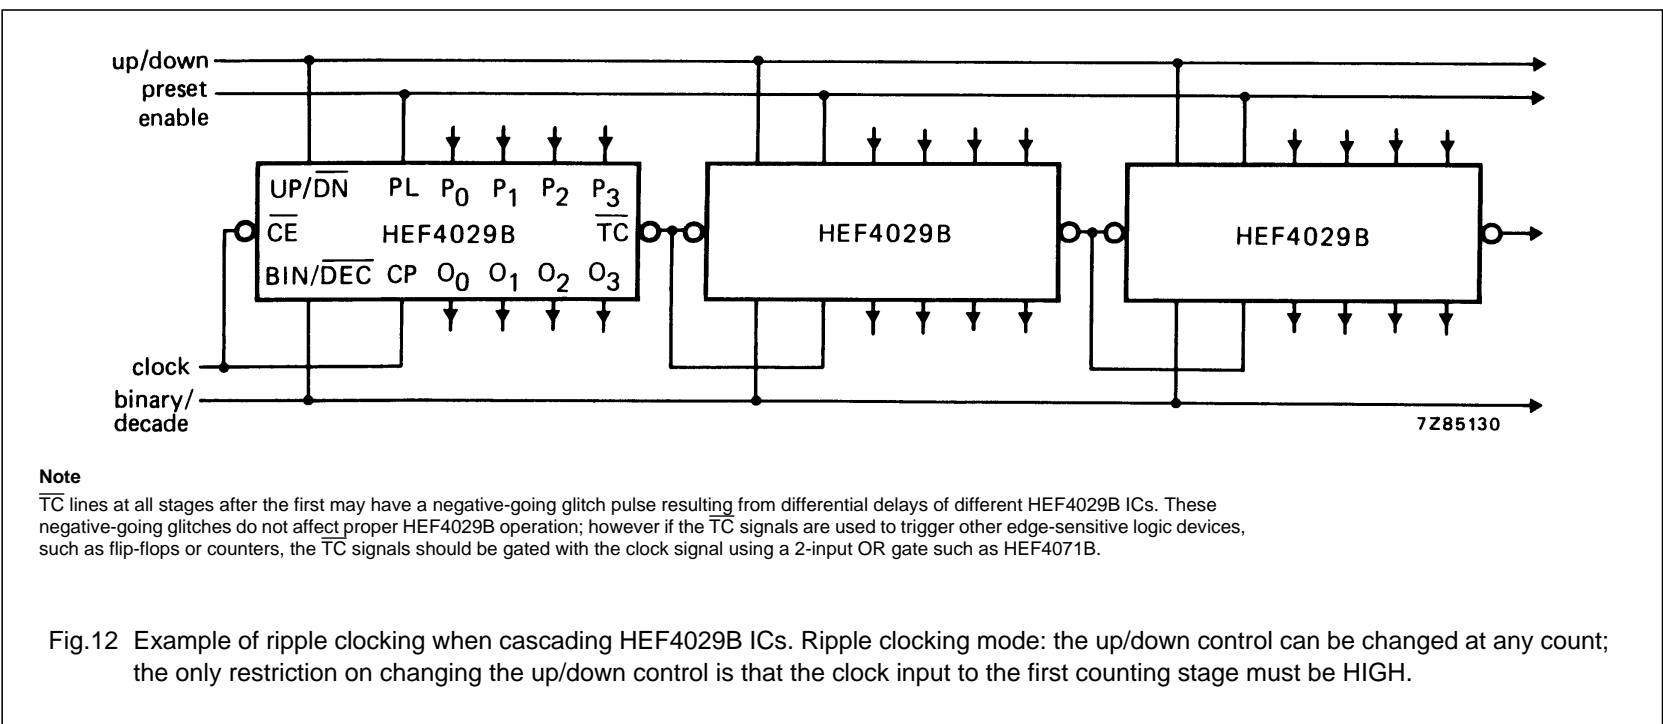 up/down
preset
enable
UP/D̅N̅ PL P₀ P₁ P₂ P₃
C̅E̅ HEF4029B T̅C̅
BIN/D̅E̅C̅ CP O₀ O₁ O₂ O₃
HEF4029B
HEF4029B
clock
binary/
decade
7Z85130
Note
T̅C̅ lines at all stages after the first may have a negative-going glitch pulse resulting from differential delays of different HEF4029B ICs. These
negative-going glitches do not affect proper HEF4029B operation; however if the T̅C̅ signals are used to trigger other edge-sensitive logic devices,
such as flip-flops or counters, the T̅C̅ signals should be gated with the clock signal using a 2-input OR gate such as HEF4071B.
Fig.12 Example of ripple clocking when cascading HEF4029B ICs. Ripple clocking mode: the up/down control can be changed at any count;
the only restriction on changing the up/down control is that the clock input to the first counting stage must be HIGH.